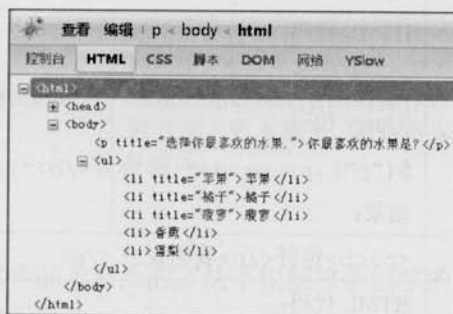 查看 编辑 | p < body < html
控制台 HTML CSS 脚本 DOM 网络 YSlow
<html>
<head>
<body>
<p title="选择你最喜欢的水果.">你最喜欢的水果是?</p>
<ul>
<li title="苹果">苹果</li>
<li title="橘子">橘子</li>
<li title="菠萝">菠萝</li>
<li>香蕉</li>
<li>雪梨</li>
</ul>
</body>
</html>